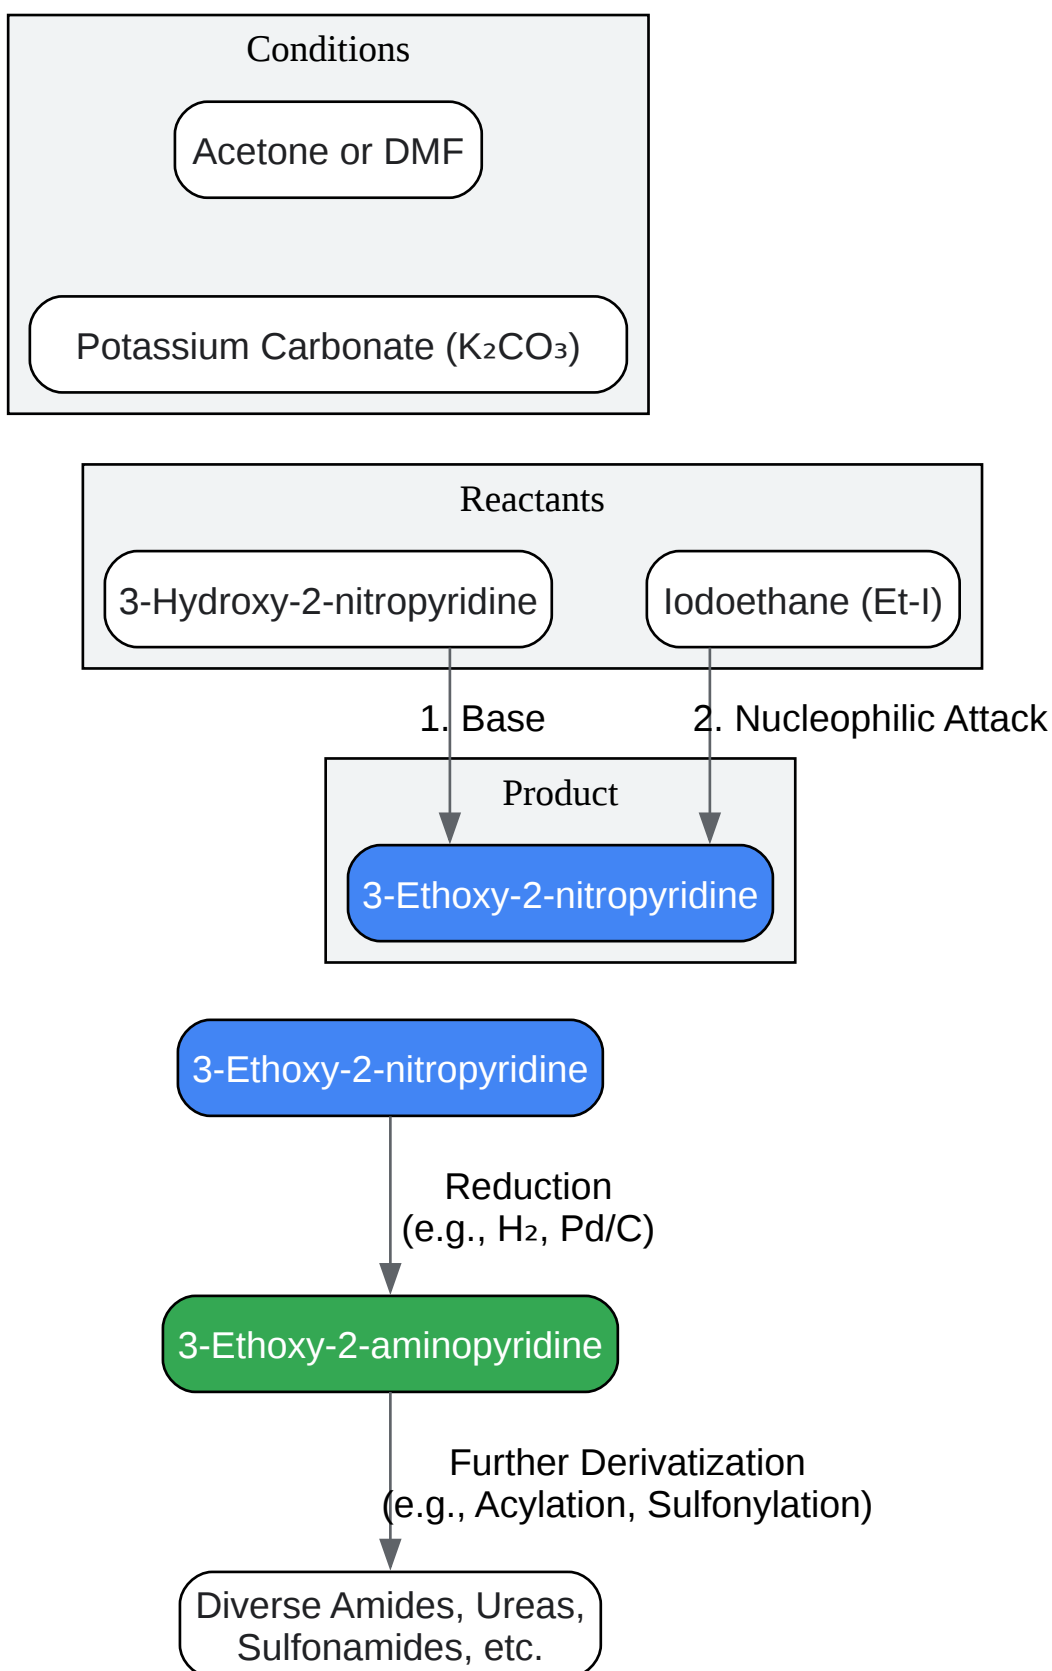 Conditions
Acetone or DMF
Potassium Carbonate (K₂CO₃)
Reactants
3-Hydroxy-2-nitropyridine
Iodoethane (Et-I)
1. Base
2. Nucleophilic Attack
Product
3-Ethoxy-2-nitropyridine
3-Ethoxy-2-nitropyridine
Reduction
(e.g., H₂, Pd/C)
3-Ethoxy-2-aminopyridine
Further Derivatization
(e.g., Acylation, Sulfonylation)
Diverse Amides, Ureas,
Sulfonamides, etc.